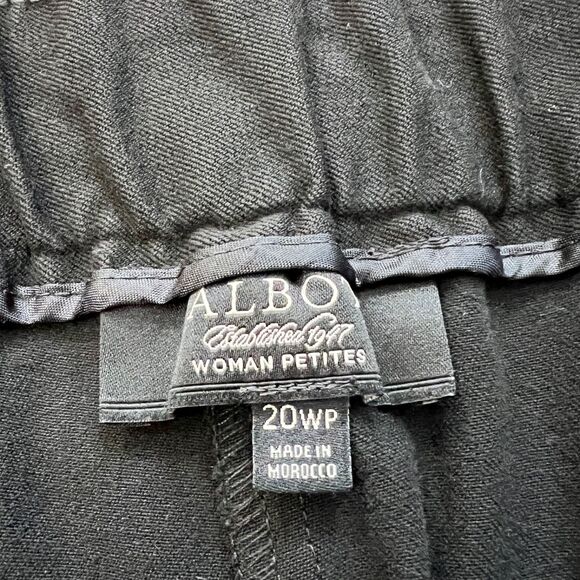 ALBO
Established 1947
WOMAN PETITES
20WP
MADE IN
MOROCCO